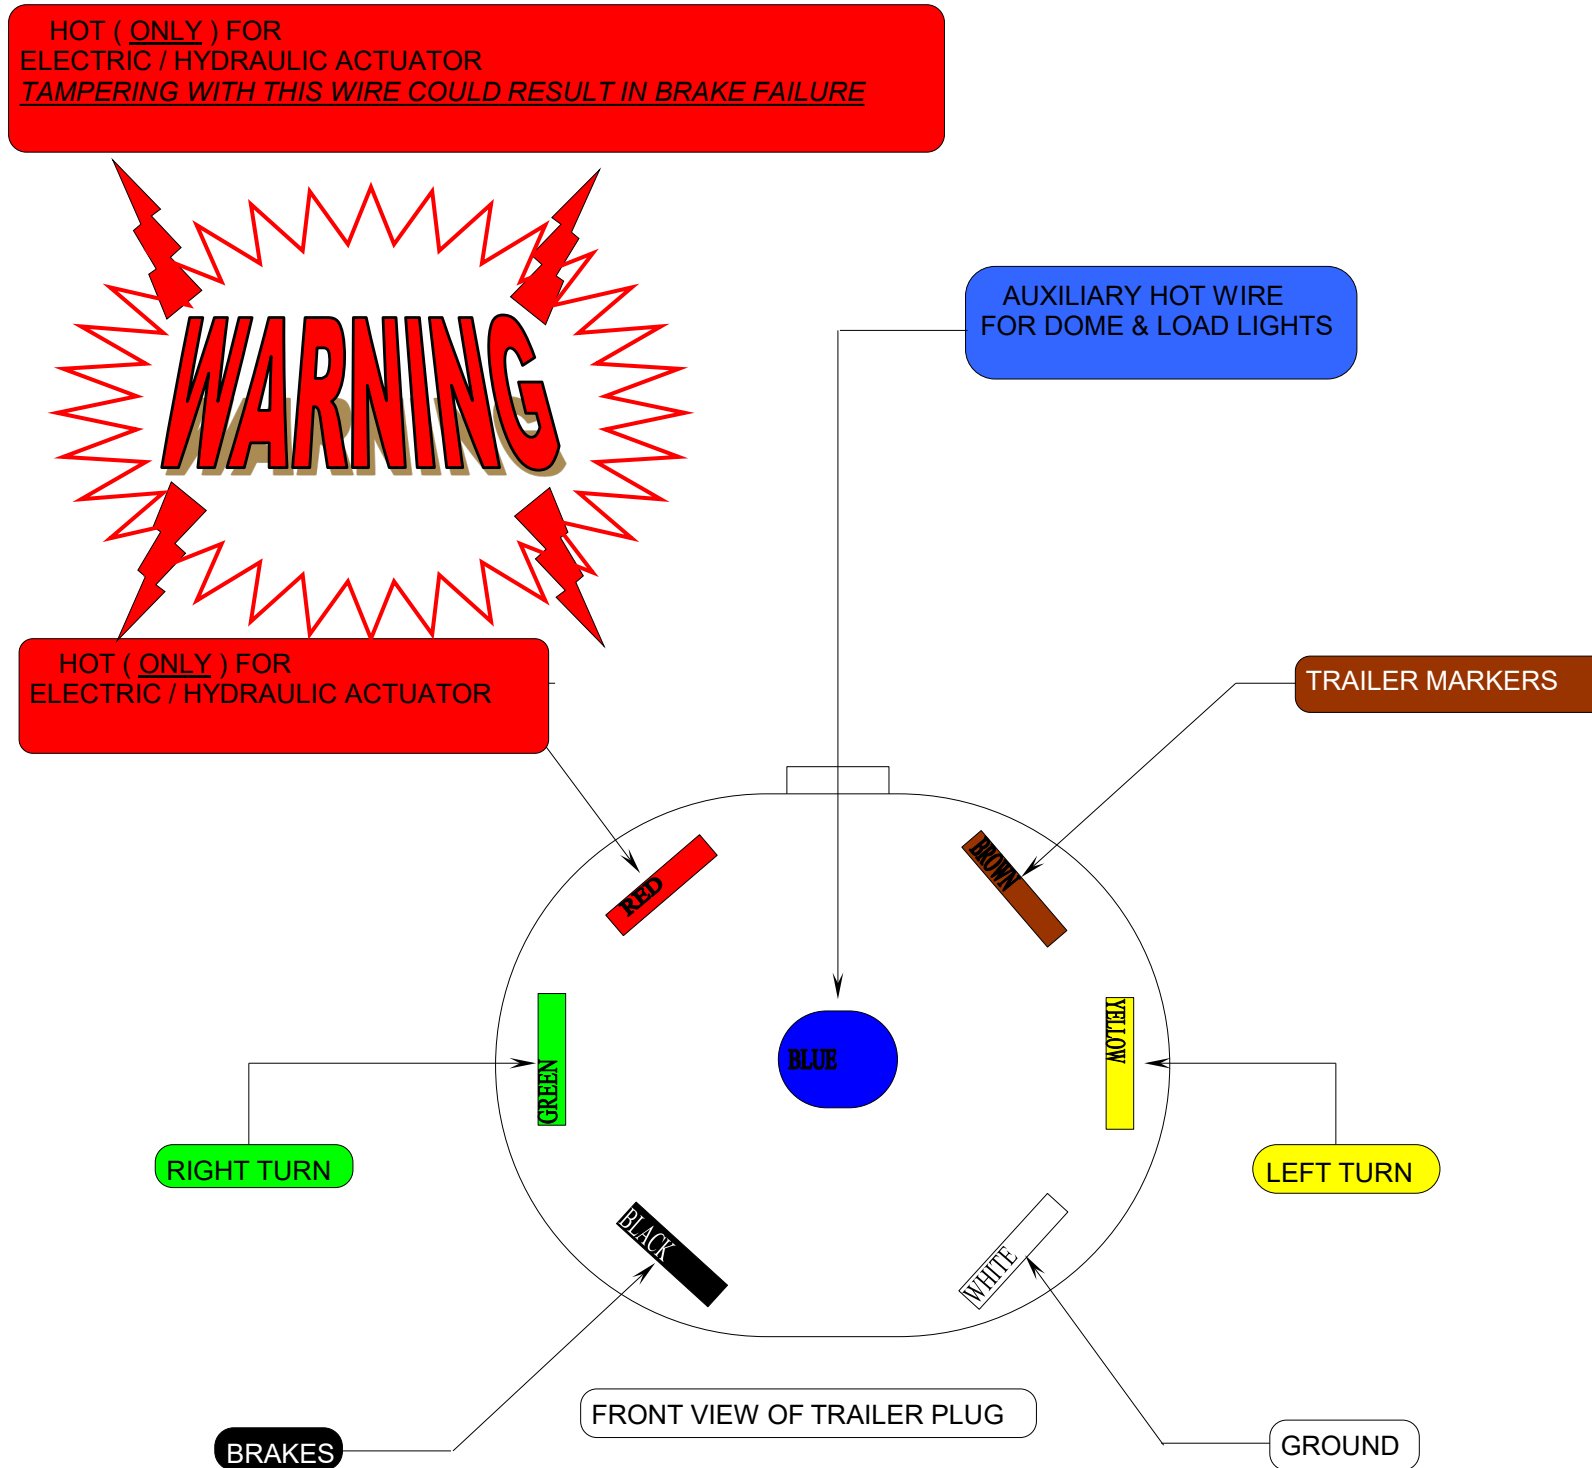 HOT ( ONLY ) FOR
ELECTRIC / HYDRAULIC ACTUATOR
TAMPERING WITH THIS WIRE COULD RESULT IN BRAKE FAILURE
WARNING
AUXILIARY HOT WIRE
FOR DOME & LOAD LIGHTS
HOT ( ONLY ) FOR
ELECTRIC / HYDRAULIC ACTUATOR
TRAILER MARKERS
RED
BROWN
GREEN
BLUE
YELLOW
RIGHT TURN
LEFT TURN
BLACK
WHITE
FRONT VIEW OF TRAILER PLUG
BRAKES
GROUND